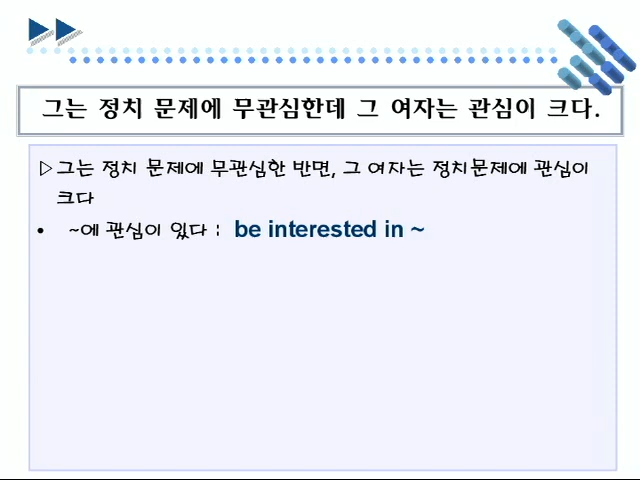 그는 정치 문제에 무관심한데 그 여자는 관심이 크다.
▷그는 정치 문제에 무관심한 반면, 그 여자는 정치문제에 관심이
크다
• ~에 관심이 있다 : be interested in ~